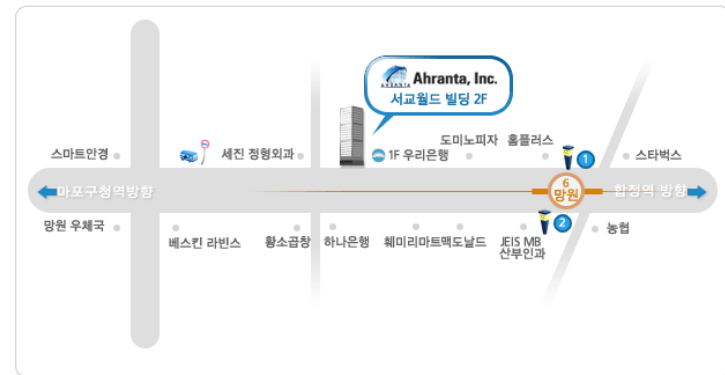 Ahranta, Inc.
AHRANTA
서교월드 빌딩 2F
도미노피자 홈플러스
스마트안경
세진 정형외과
1F 우리은행
1
스타벅스
마포구청역방향
6
망원
합정역 방향
망원 우체국
베스킨 라빈스
황소곱창
하나은행
훼미리마트
맥도날드
JEIS MB
산부인과
2
농협